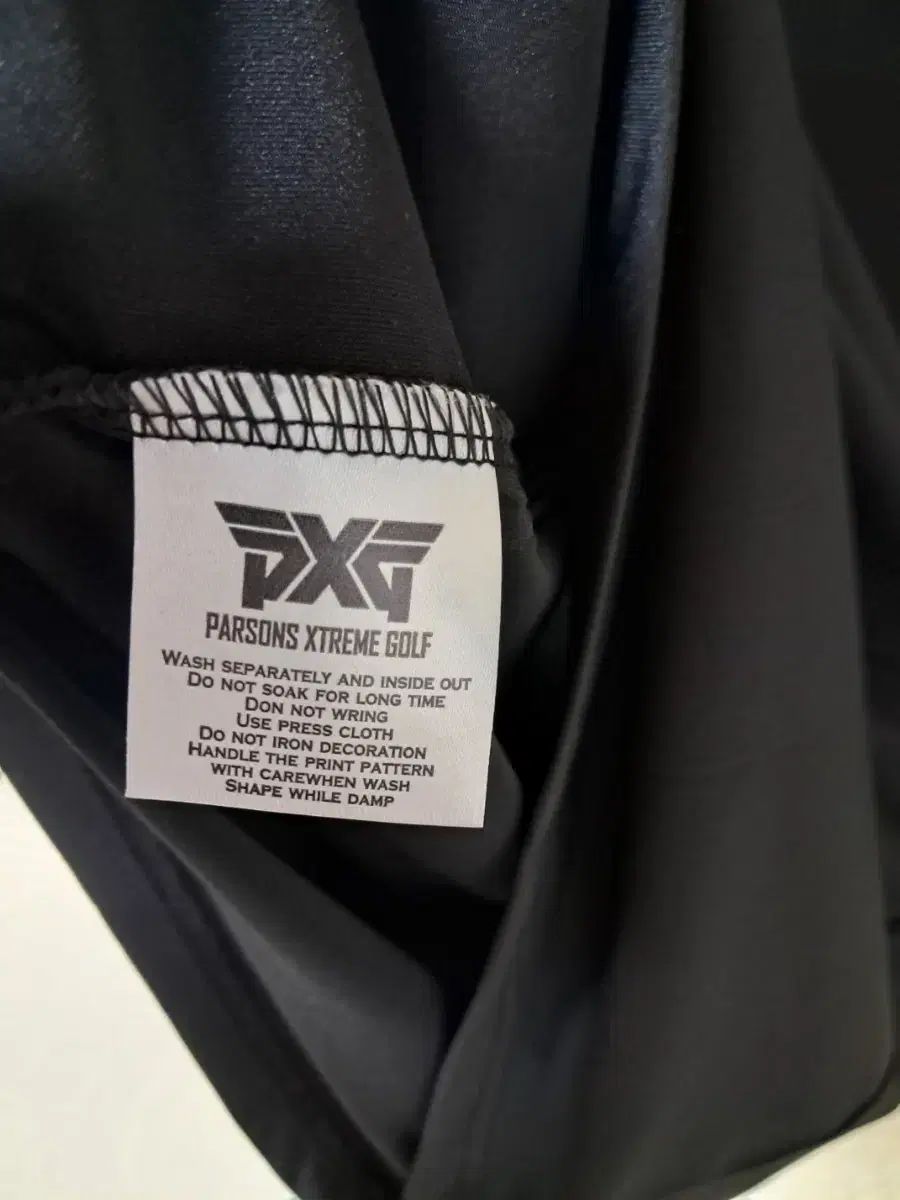 PXG
PARSONS XTREME GOLF
WASH SEPARATELY AND INSIDE OUT
DO NOT SOAK FOR LONG TIME
DON NOT WRING
USE PRESS CLOTH
DO NOT IRON DECORATION
HANDLE THE PRINT PATTERN
WITH CAREWHEN WASH
SHAPE WHILE DAMP